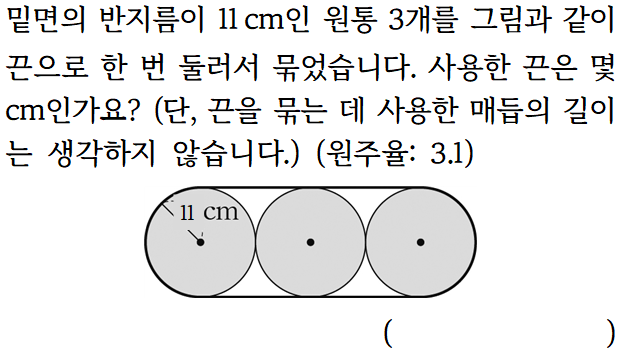 밑면의 반지름이 11 cm인 원통 3개를 그림과 같이
끈으로 한 번 둘러서 묶었습니다. 사용한 끈은 몇
cm인가요? (단, 끈을 묶는 데 사용한 매듭의 길이
는 생각하지 않습니다.) (원주율: 3.1)
11 cm
( )